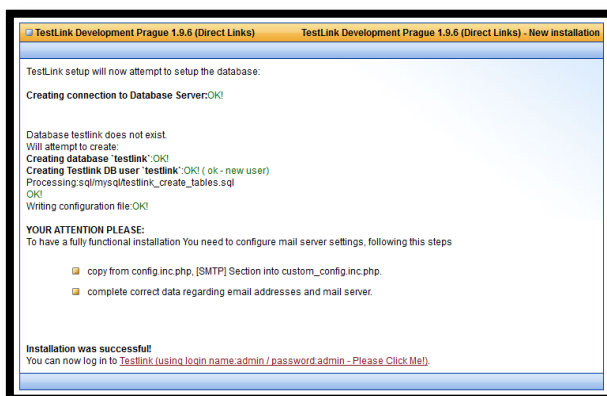 TestLink Development Prague 1.9.6 (Direct Links) TestLink Development Prague 1.9.6 (Direct Links) - New installation
TestLink setup will now attempt to setup the database:
Creating connection to Database Server:OK!
Database testlink does not exist.
Will attempt to create:
Creating database `testlink`:OK!
Creating Testlink DB user `testlink`:OK! ( ok - new user)
Processing:sql/mysql/testlink_create_tables.sql
OK!
Writing configuration file:OK!
YOUR ATTENTION PLEASE:
To have a fully functional installation You need to configure mail server settings, following this steps
copy from config.inc.php, [SMTP] Section into custom_config.inc.php.
complete correct data regarding email addresses and mail server.
Installation was successful!
You can now log in to Testlink (using login name:admin / password:admin - Please Click Me!).